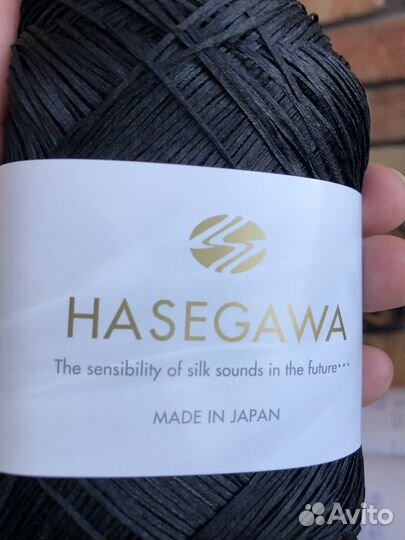 HASEGAWA
The sensibility of silk sounds in the future···
MADE IN JAPAN
Avito